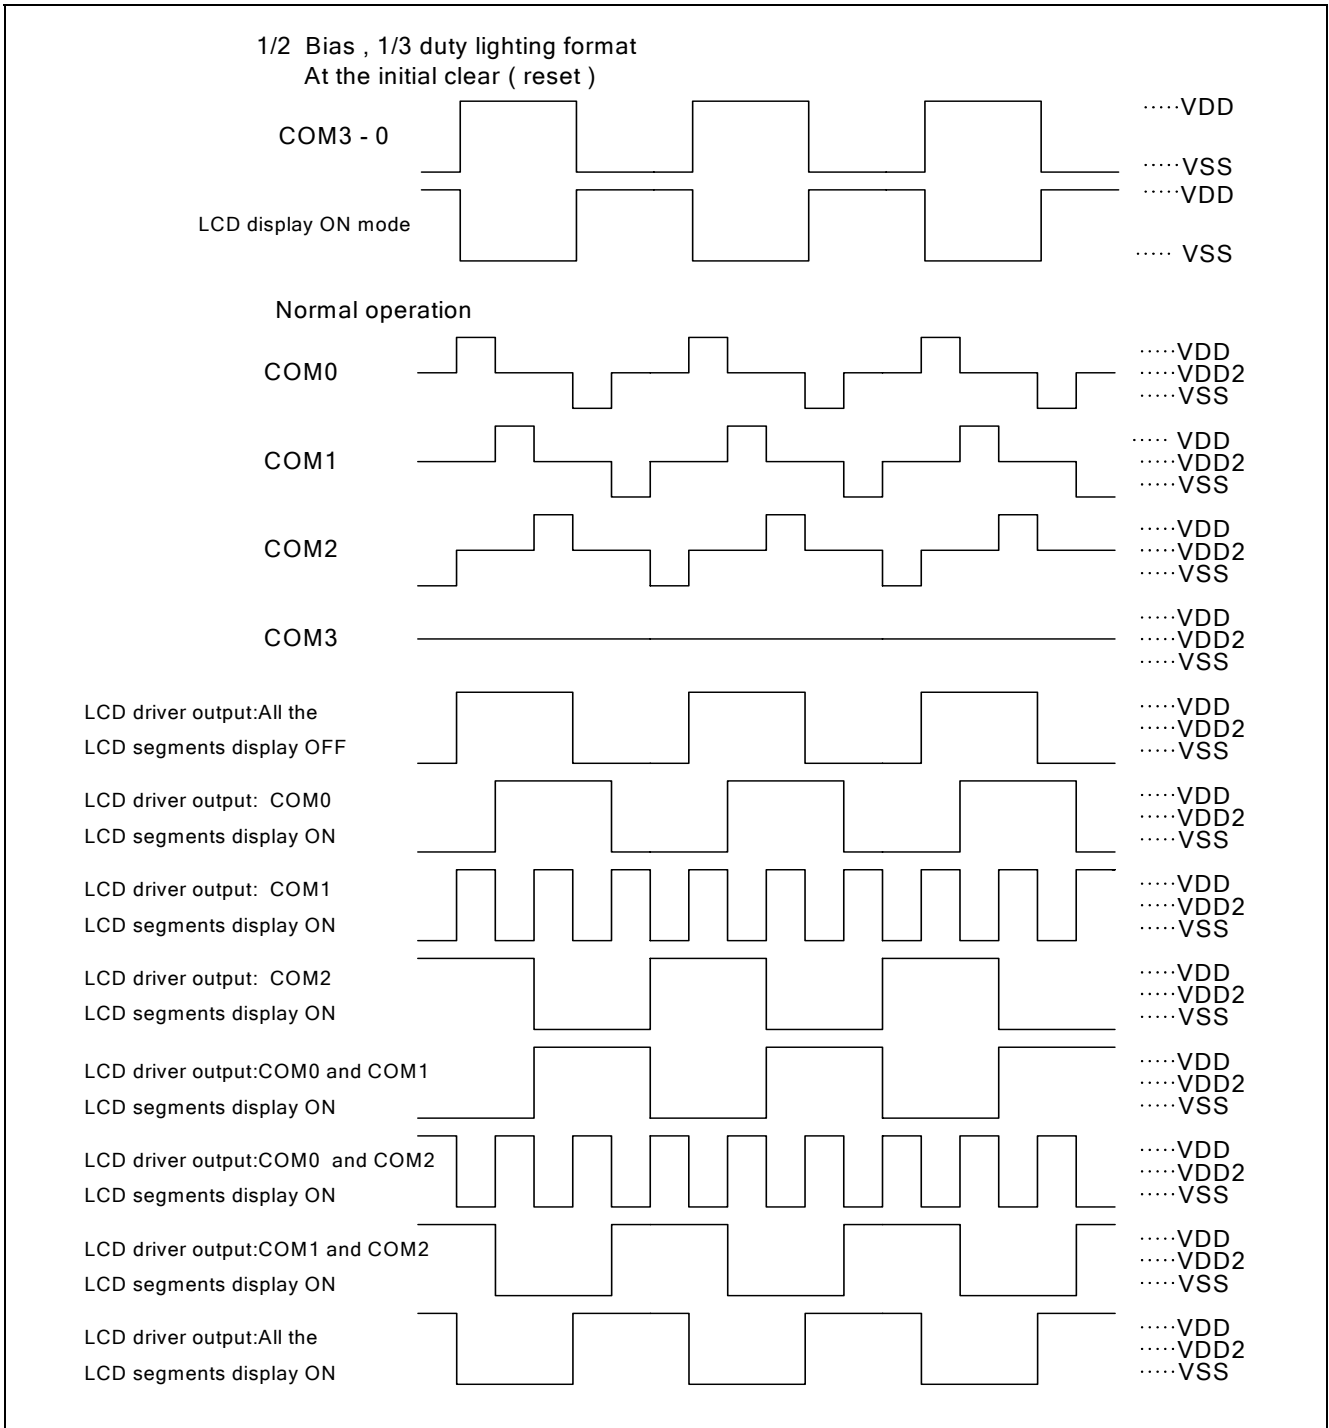 1/2 Bias , 1/3 duty lighting format
At the initial clear ( reset )
COM3 - 0
·····VDD
·····VSS
LCD display ON mode
·····VDD
····· VSS
Normal operation
COM0
·····VDD
·····VDD2
·····VSS
COM1
····· VDD
·····VDD2
·····VSS
COM2
·····VDD
·····VDD2
·····VSS
COM3
·····VDD
·····VDD2
·····VSS
LCD driver output:All the
LCD segments display OFF
·····VDD
·····VDD2
·····VSS
LCD driver output: COM0
LCD segments display ON
·····VDD
·····VDD2
·····VSS
LCD driver output: COM1
LCD segments display ON
·····VDD
·····VDD2
·····VSS
LCD driver output: COM2
LCD segments display ON
·····VDD
·····VDD2
·····VSS
LCD driver output:COM0 and COM1
LCD segments display ON
·····VDD
·····VDD2
·····VSS
LCD driver output:COM0 and COM2
LCD segments display ON
·····VDD
·····VDD2
·····VSS
LCD driver output:COM1 and COM2
LCD segments display ON
·····VDD
·····VDD2
·····VSS
LCD driver output:All the
LCD segments display ON
·····VDD
·····VDD2
·····VSS